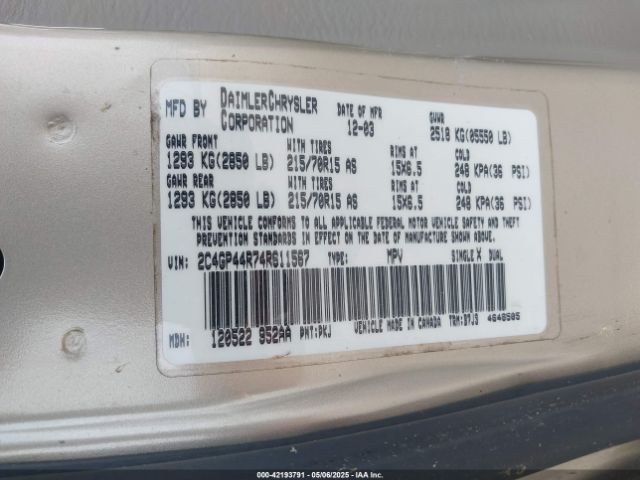 MFD BY DAIMLERCHRYSLER CORPORATION DATE OF MFR 12-03 GVWR 2518 KG(05550 LB)
GAWR FRONT WITH TIRES RIMS AT COLD
1293 KG(2850 LB) 215/70R15 AS 15X6.5 248 KPA(36 PSI)
GAWR REAR WITH TIRES RIMS AT COLD
1293 KG(2850 LB) 215/70R15 AS 15X6.5 248 KPA(36 PSI)
THIS VEHICLE CONFORMS TO ALL APPLICABLE FEDERAL MOTOR VEHICLE SAFETY AND THEFT
PREVENTION STANDARDS IN EFFECT ON THE DATE OF MANUFACTURE SHOWN ABOVE.
VIN: 2C4GP44R74R611587 TYPE: MPV SINGLE X DUAL
MDH: 120522 952AA PNT:PKJ VEHICLE MADE IN CANADA TRM:D7J9 4648505
000-42193791 05/06/2025 IAAI.COM